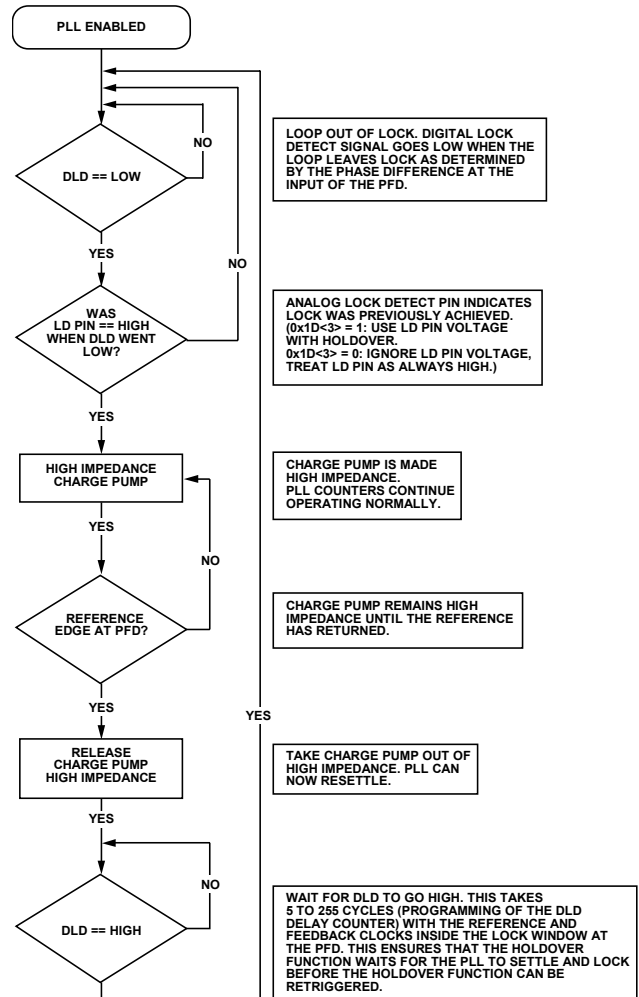 PLL ENABLED
NO
DLD == LOW
LOOP OUT OF LOCK. DIGITAL LOCK
DETECT SIGNAL GOES LOW WHEN THE
LOOP LEAVES LOCK AS DETERMINED
BY THE PHASE DIFFERENCE AT THE
INPUT OF THE PFD.
YES
NO
WAS
LD PIN == HIGH
WHEN DLD WENT
LOW?
ANALOG LOCK DETECT PIN INDICATES
LOCK WAS PREVIOUSLY ACHIEVED.
(0x1D<3> = 1: USE LD PIN VOLTAGE
WITH HOLDOVER.
0x1D<3> = 0: IGNORE LD PIN VOLTAGE,
TREAT LD PIN AS ALWAYS HIGH.)
YES
HIGH IMPEDANCE
CHARGE PUMP
CHARGE PUMP IS MADE
HIGH IMPEDANCE.
PLL COUNTERS CONTINUE
OPERATING NORMALLY.
YES
NO
REFERENCE
EDGE AT PFD?
CHARGE PUMP REMAINS HIGH
IMPEDANCE UNTIL THE REFERENCE
HAS RETURNED.
YES
YES
RELEASE
CHARGE PUMP
HIGH IMPEDANCE
TAKE CHARGE PUMP OUT OF
HIGH IMPEDANCE. PLL CAN
NOW RESETTLE.
YES
NO
DLD == HIGH
WAIT FOR DLD TO GO HIGH. THIS TAKES
5 TO 255 CYCLES (PROGRAMMING OF THE DLD
DELAY COUNTER) WITH THE REFERENCE AND
FEEDBACK CLOCKS INSIDE THE LOCK WINDOW AT
THE PFD. THIS ENSURES THAT THE HOLDOVER
FUNCTION WAITS FOR THE PLL TO SETTLE AND LOCK
BEFORE THE HOLDOVER FUNCTION CAN BE
RETRIGGERED.